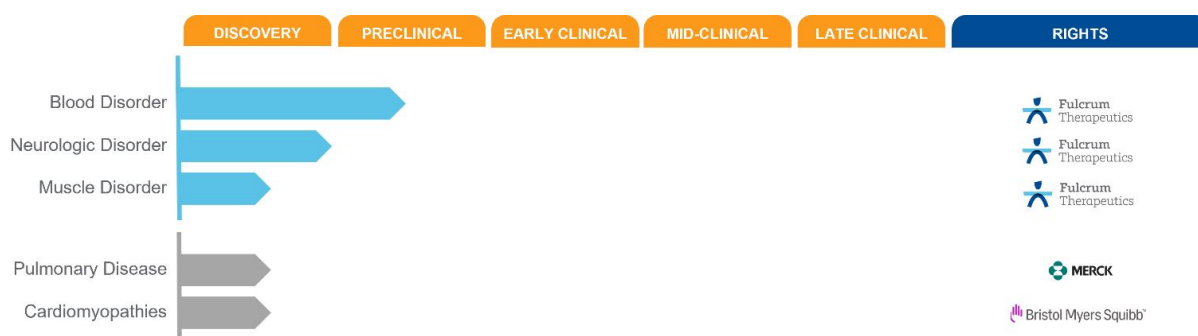 DISCOVERY PRECLINICAL EARLY CLINICAL MID-CLINICAL LATE CLINICAL RIGHTS
Blood Disorder Fulcrum
Therapeutics
Neurologic Disorder Fulcrum
Therapeutics
Muscle Disorder Fulcrum
Therapeutics
Pulmonary Disease MERCK
Cardiomyopathies Bristol Myers Squibb™